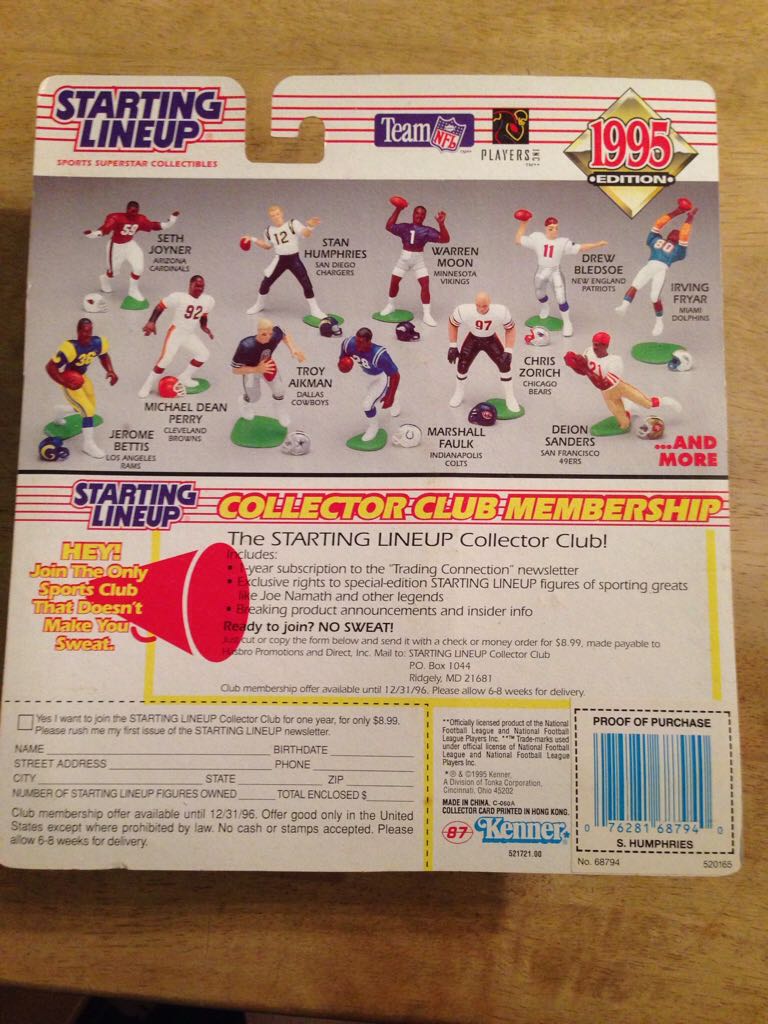 STARTING
LINEUP
SPORTS SUPERSTAR COLLECTIBLES
Team NFL
PLAYERS INC
1995
EDITION
59
SETH
JOYNER
ARIZONA
CARDINALS
12
STAN
HUMPHRIES
SAN DIEGO
CHARGERS
1
WARREN
MOON
MINNESOTA
VIKINGS
11
DREW
BLEDSOE
NEW ENGLAND
PATRIOTS
80
IRVING
FRYAR
MIAMI
DOLPHINS
36
JEROME
BETTIS
LOS ANGELES
RAMS
92
MICHAEL DEAN
PERRY
CLEVELAND
BROWNS
8
TROY
AIKMAN
DALLAS
COWBOYS
28
MARSHALL
FAULK
INDIANAPOLIS
COLTS
97
CHRIS
ZORICH
CHICAGO
BEARS
21
DEION
SANDERS
SAN FRANCISCO
49ERS
...AND
MORE
STARTING
LINEUP
COLLECTOR CLUB MEMBERSHIP
HEY!
Join The Only
Sports Club
That Doesn't
Make You
Sweat.
The STARTING LINEUP Collector Club!
Includes:
• 1-year subscription to the "Trading Connection" newsletter
• Exclusive rights to special-edition STARTING LINEUP figures of sporting greats
like Joe Namath and other legends
• Breaking product announcements and insider info
Ready to join? NO SWEAT!
Just cut or copy the form below and send it with a check or money order for $8.99, made payable to
Hasbro Promotions and Direct, Inc. Mail to: STARTING LINEUP Collector Club
P.O. Box 1044
Ridgely, MD 21681
Club membership offer available until 12/31/96. Please allow 6-8 weeks for delivery.
Yes I want to join the STARTING LINEUP Collector Club for one year, for only $8.99.
Please rush me my first issue of the STARTING LINEUP newsletter.
NAME BIRTHDATE
STREET ADDRESS PHONE
CITY STATE ZIP
NUMBER OF STARTING LINEUP FIGURES OWNED TOTAL ENCLOSED $
Club membership offer available until 12/31/96. Offer good only in the United
States except where prohibited by law. No cash or stamps accepted. Please
allow 6-8 weeks for delivery.
**Officially licensed product of the National
Football League and National Football
League Players Inc. **™ Trade-marks used
under official license of National Football
League and National Football League
Players Inc.
*® & ©1995 Kenner,
A Division of Tonka Corporation,
Cincinnati, Ohio 45202
MADE IN CHINA. C-060A
COLLECTOR CARD PRINTED IN HONG KONG.
87 Kenner
521721.00
PROOF OF PURCHASE
0 76281 68794 0
S. HUMPHRIES
No. 68794 520165